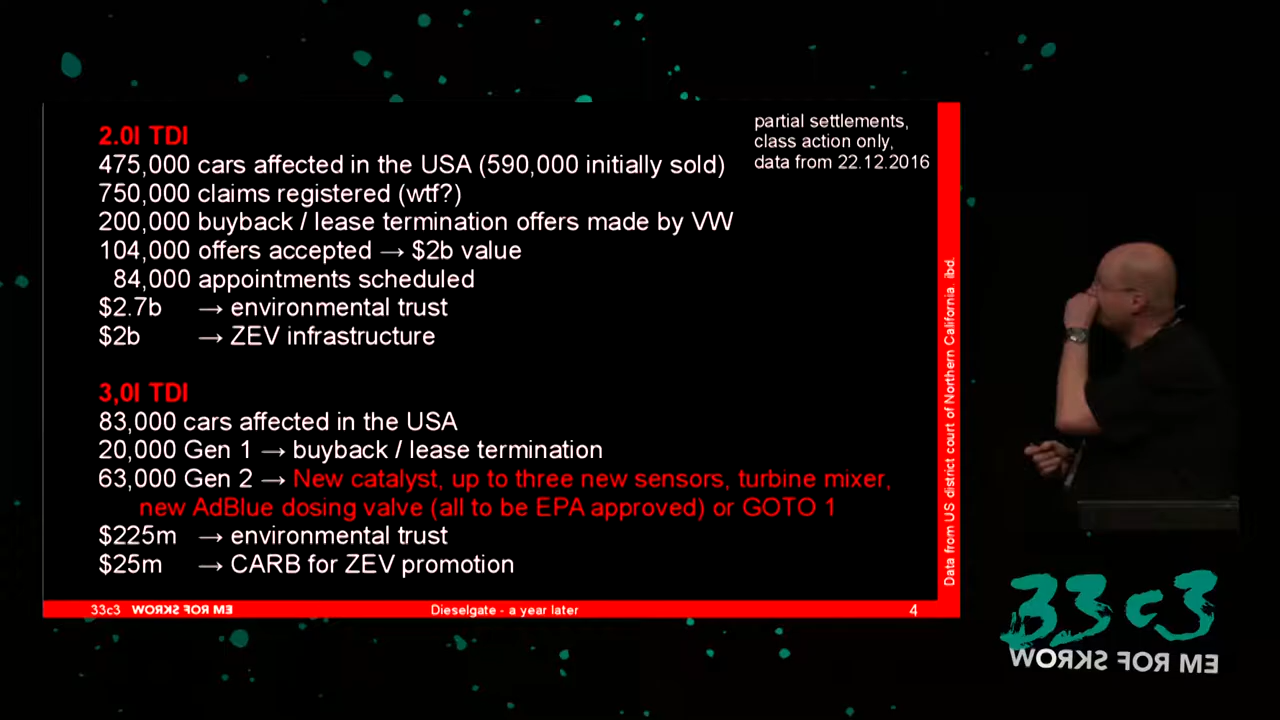 2.0l TDI
475,000 cars affected in the USA (590,000 initially sold)
750,000 claims registered (wtf?)
200,000 buyback / lease termination offers made by VW
104,000 offers accepted → $2b value
84,000 appointments scheduled
$2.7b → environmental trust
$2b → ZEV infrastructure
partial settlements,
class action only,
data from 22.12.2016
3,0l TDI
83,000 cars affected in the USA
20,000 Gen 1 → buyback / lease termination
63,000 Gen 2 → New catalyst, up to three new sensors, turbine mixer,
new AdBlue dosing valve (all to be EPA approved) or GOTO 1
$225m → environmental trust
$25m → CARB for ZEV promotion
Data from US district court of Northern California. ibd.
33c3 WORKS FOR ME Dieselgate - a year later 4
33c3
WORKS FOR ME